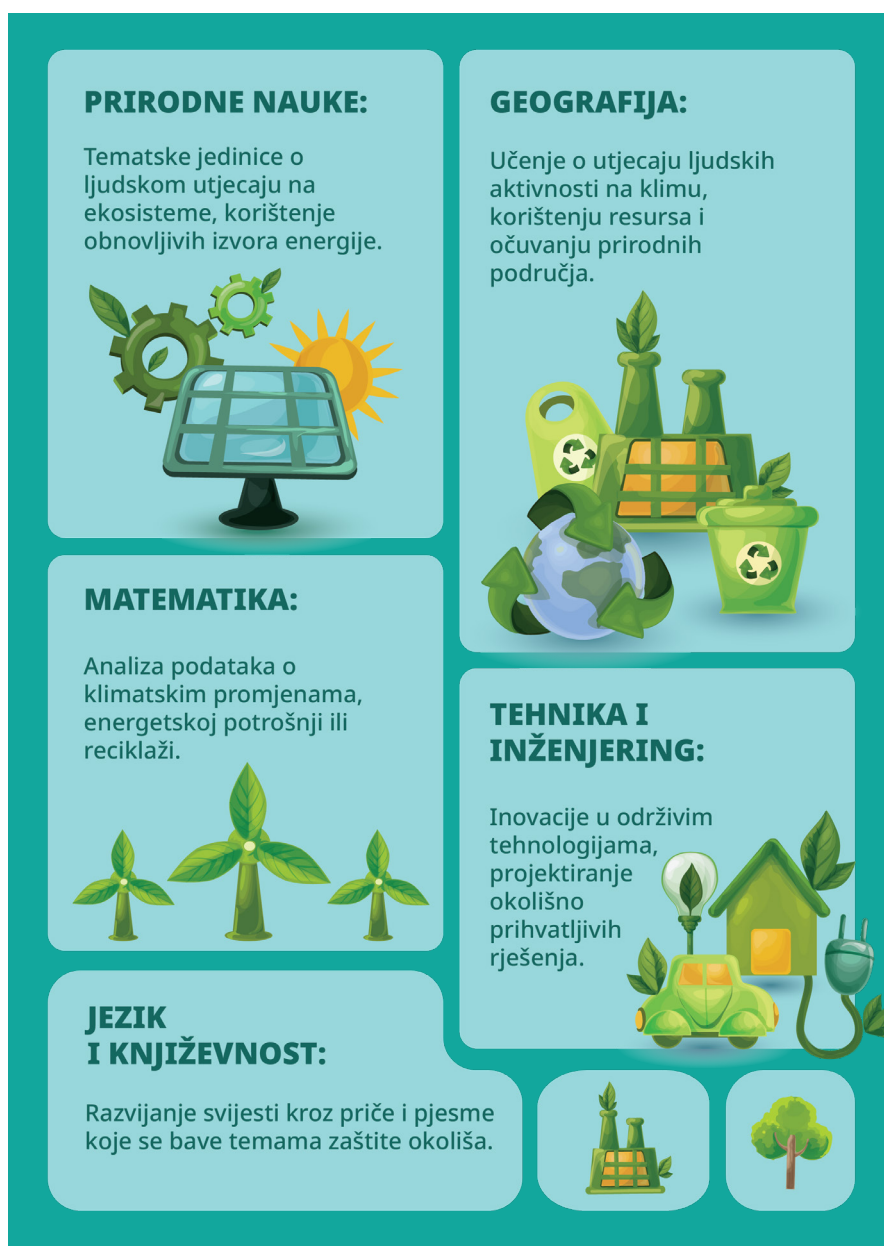 PRIRODNE NAUKE:
Tematske jedinice o
ljudskom utjecaju na
ekosisteme, korištenje
obnovljivih izvora energije.
GEOGRAFIJA:
Učenje o utjecaju ljudskih
aktivnosti na klimu,
korištenju resursa i
očuvanju prirodnih
područja.
MATEMATIKA:
Analiza podataka o
klimatskim promjenama,
energetskoj potrošnji ili
reciklaži.
TEHNIKA I
INŽENJERING:
Inovacije u održivim
tehnologijama,
projektiranje
okolišno
prihvatljivih
rješenja.
JEZIK
I KNJIŽEVNOST:
Razvijanje svijesti kroz priče i pjesme
koje se bave temama zaštite okoliša.